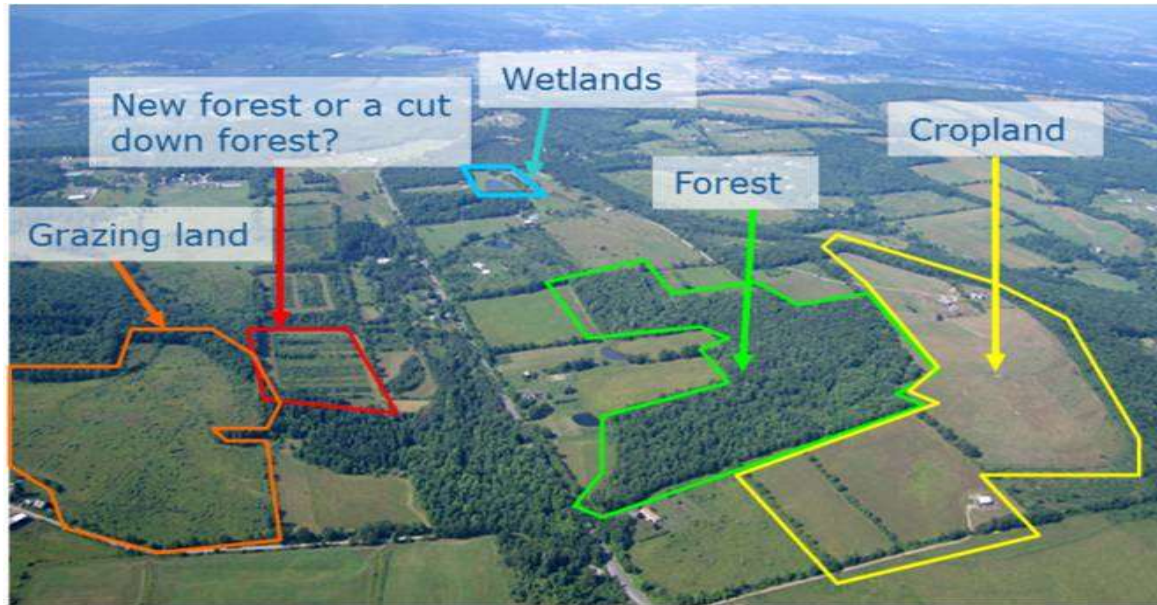 Wetlands
New forest or a cut
down forest?
Cropland
Forest
Grazing land